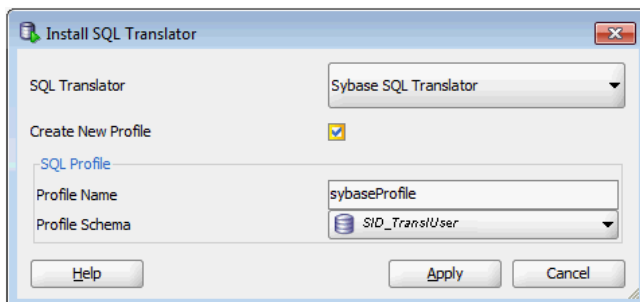 Install SQL Translator
SQL Translator Sybase SQL Translator
Create New Profile
SQL Profile
Profile Name sybaseProfile
Profile Schema SID_TranslUser
Help Apply Cancel